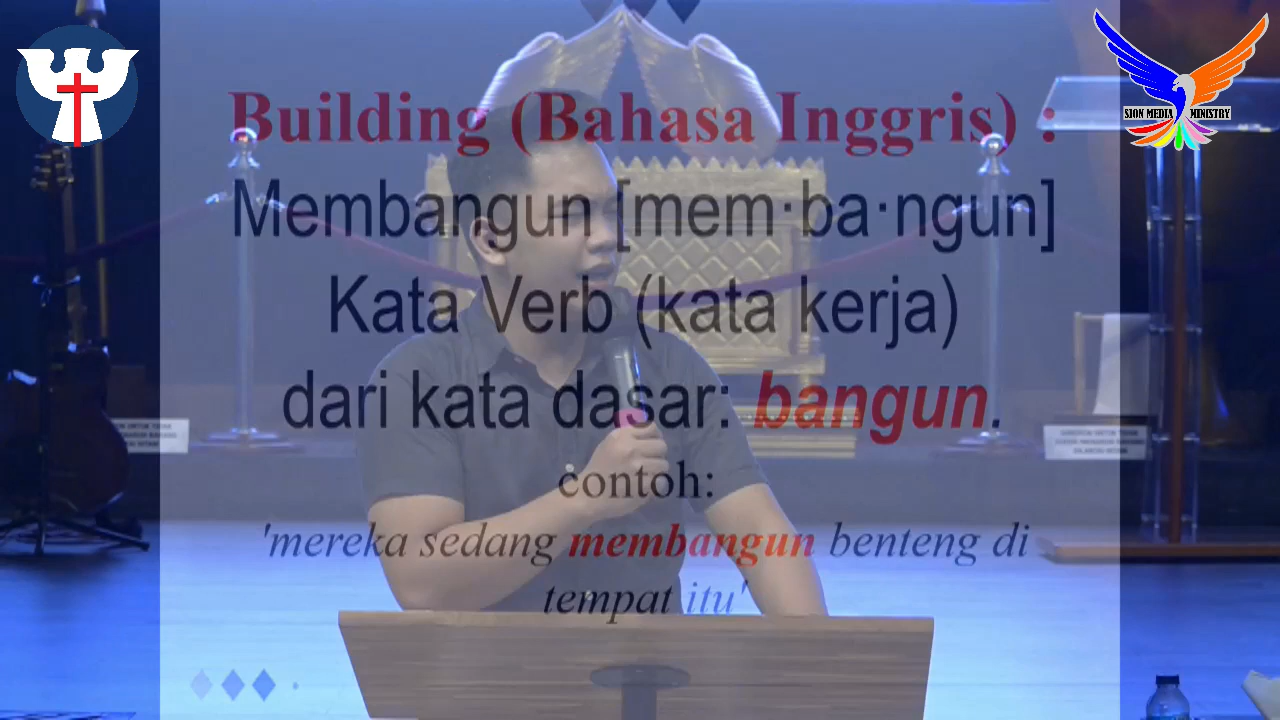 Building (Bahasa Inggris) :
SION MEDIA MINISTRY
Membangun [mem·ba·ngun]
Kata Verb (kata kerja)
dari kata dasar: bangun.
contoh:
'mereka sedang membangun benteng di
tempat itu'